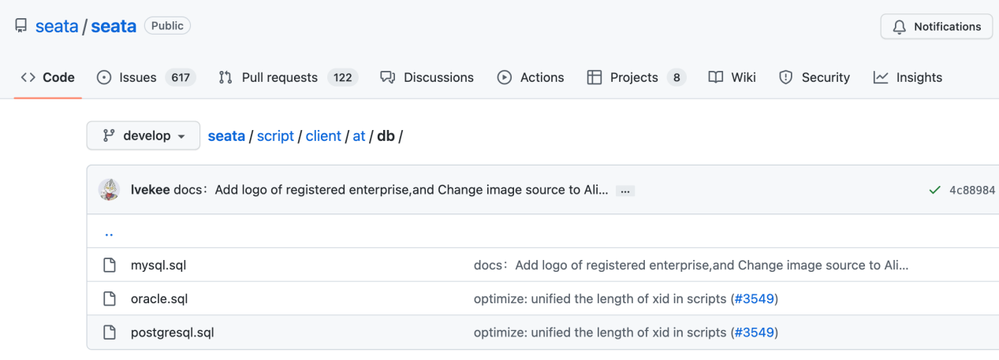 seata / seata Public Notifications
Code Issues 617 Pull requests 122 Discussions Actions Projects 8 Wiki Security Insights
develop seata / script / client / at / db /
lvekee docs：Add logo of registered enterprise,and Change image source to Ali... ... 4c88984
..
mysql.sql docs：Add logo of registered enterprise,and Change image source to Ali...
oracle.sql optimize: unified the length of xid in scripts (#3549)
postgresql.sql optimize: unified the length of xid in scripts (#3549)